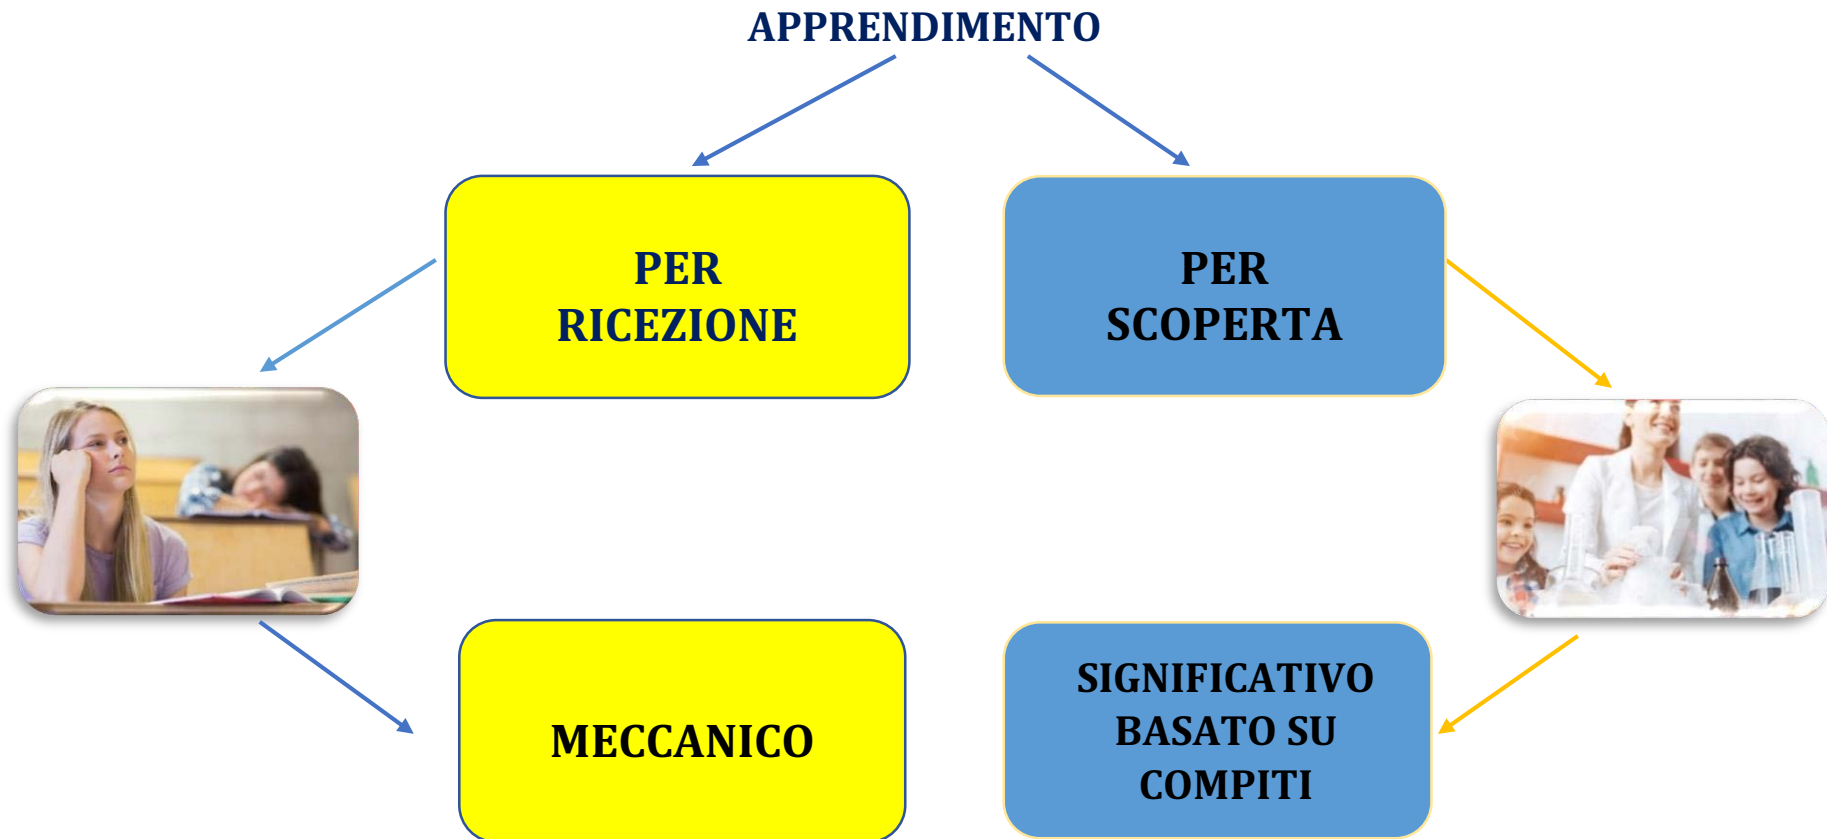 APPRENDIMENTO
PER
RICEZIONE
PER
SCOPERTA
MECCANICO
SIGNIFICATIVO
BASATO SU
COMPITI